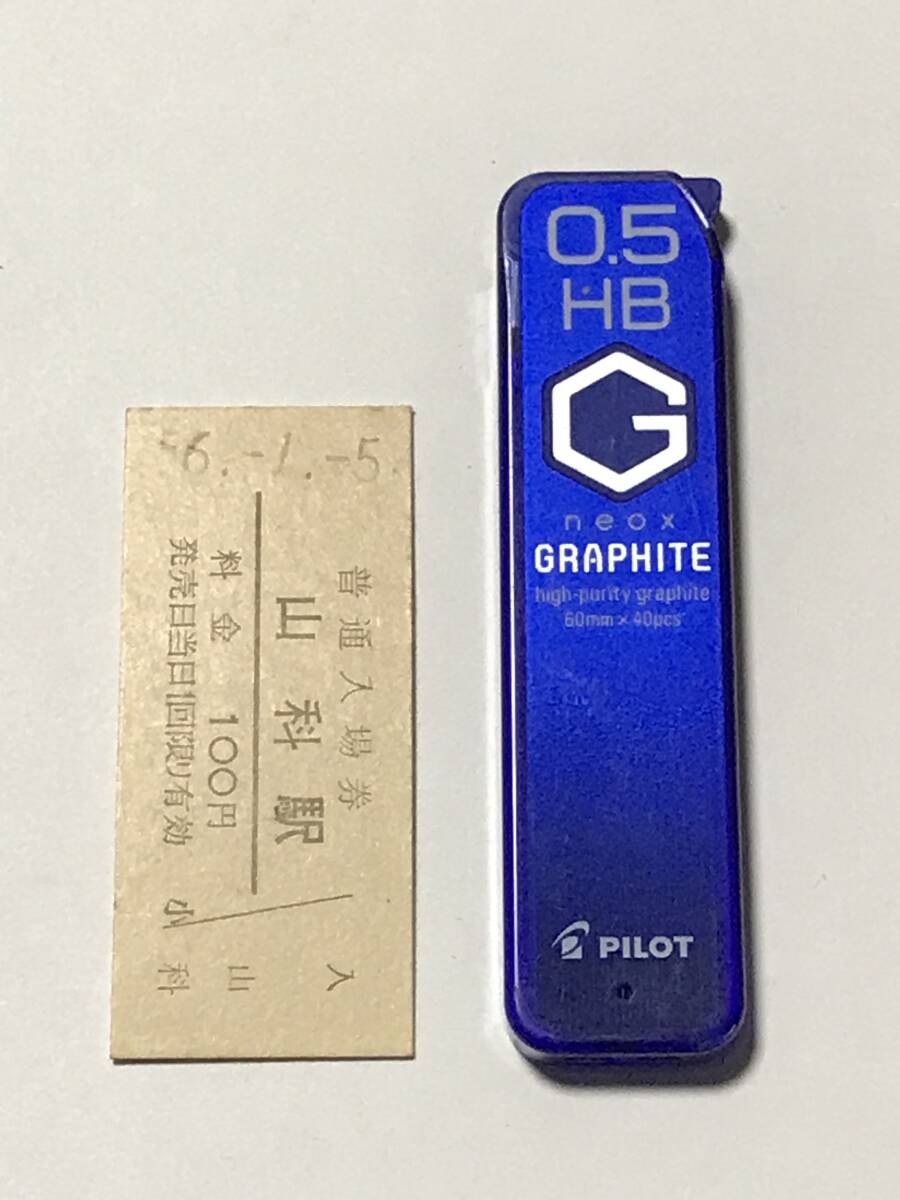 -6.-1.-5
普通入場券
山科駅
料金 100円
発売日当日1回限り有効
小
入
山
科
0.5
HB
G
neox
GRAPHITE
high-purity graphite
60mm × 40pcs
PILOT